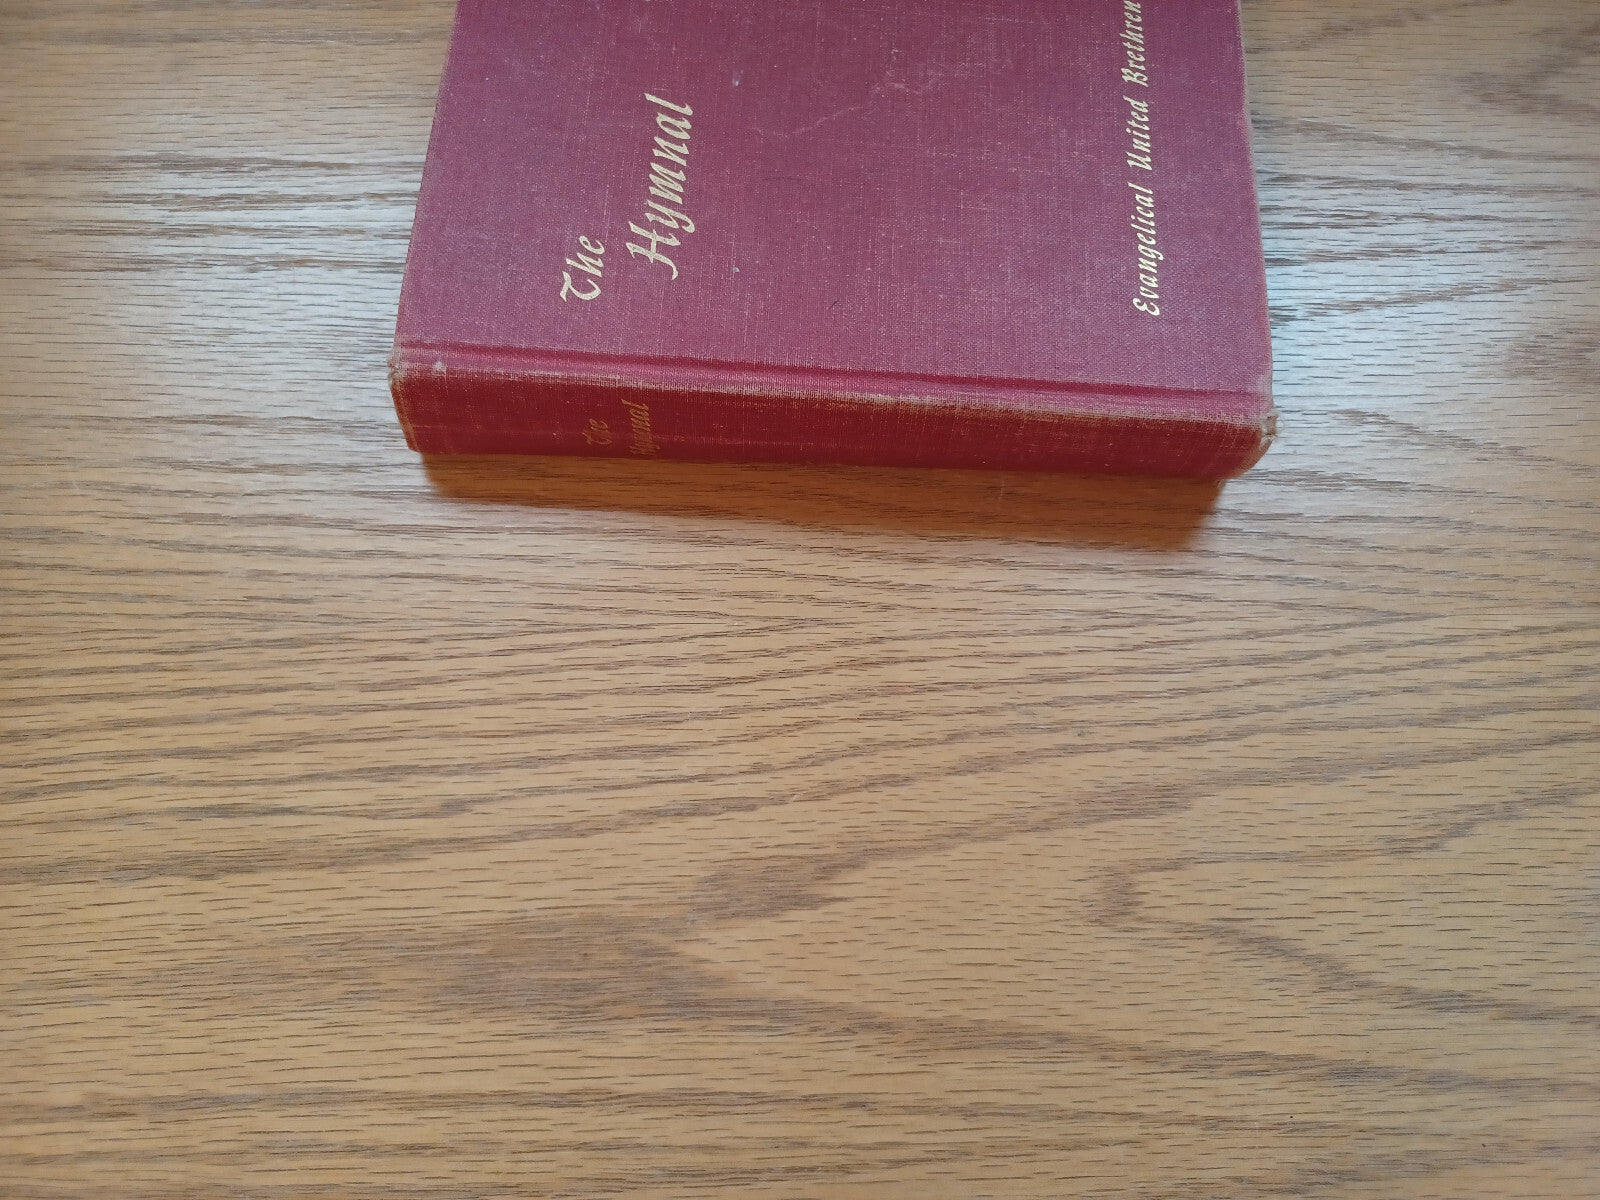 The
Hymnal
Evangelical United Brethren
The
Hymnal